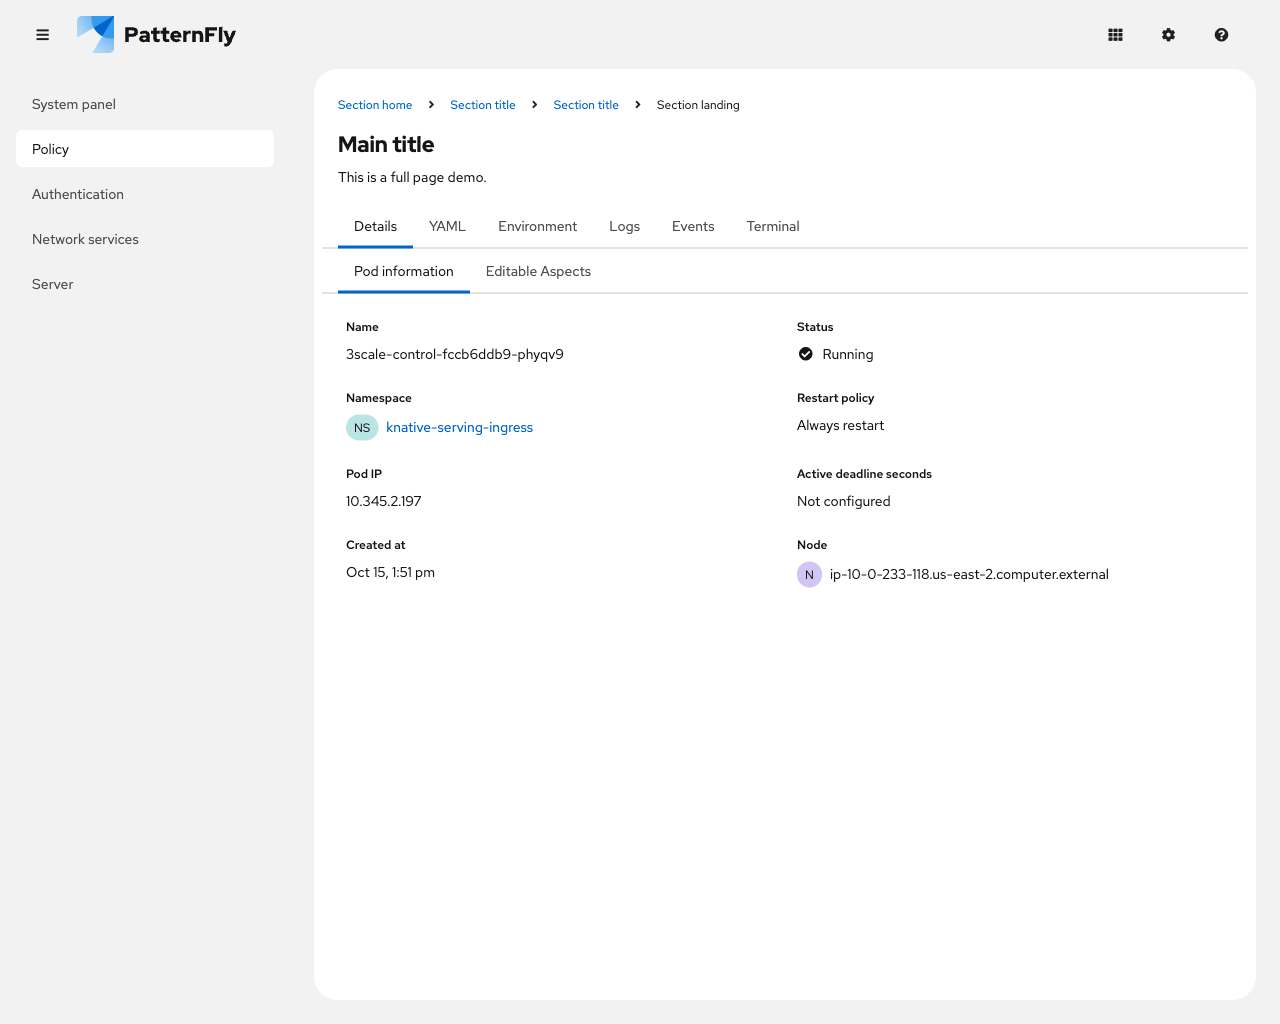 PatternFly
System panel
Policy
Authentication
Network services
Server
Section home
Section title
Section title
Section landing
Main title
This is a full page demo.
Details
YAML
Environment
Logs
Events
Terminal
Pod information
Editable Aspects
Name
3scale-control-fccb6ddb9-phyqv9
Status
Running
Namespace
NS knative-serving-ingress
Restart policy
Always restart
Pod IP
10.345.2.197
Active deadline seconds
Not configured
Created at
Oct 15, 1:51 pm
Node
N ip-10-0-233-118.us-east-2.computer.external